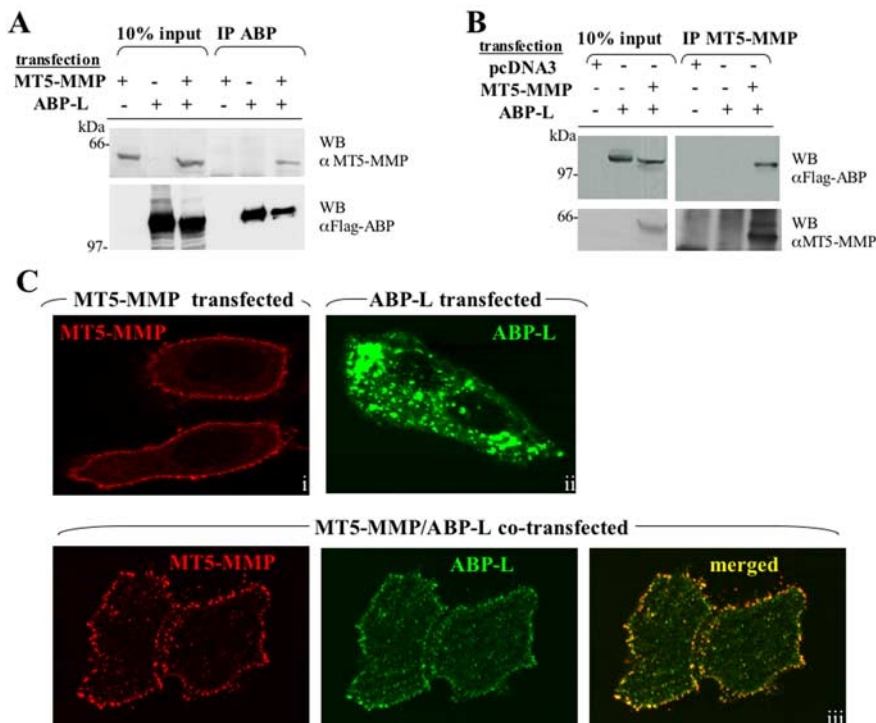 A
10% input
IP ABP
transfection
MT5-MMP + - + + - +
ABP-L - + + - + +
kDa
66-
WB
α MT5-MMP
WB
αFlag-ABP
97-
B
10% input
IP MT5-MMP
transfection
pcDNA3 + - - + - -
MT5-MMP - - + - - +
ABP-L - + + - + +
kDa
97-
WB
αFlag-ABP
66-
WB
αMT5-MMP
C
MT5-MMP transfected
ABP-L transfected
MT5-MMP
ABP-L
i
ii
MT5-MMP/ABP-L co-transfected
MT5-MMP
ABP-L
merged
iii